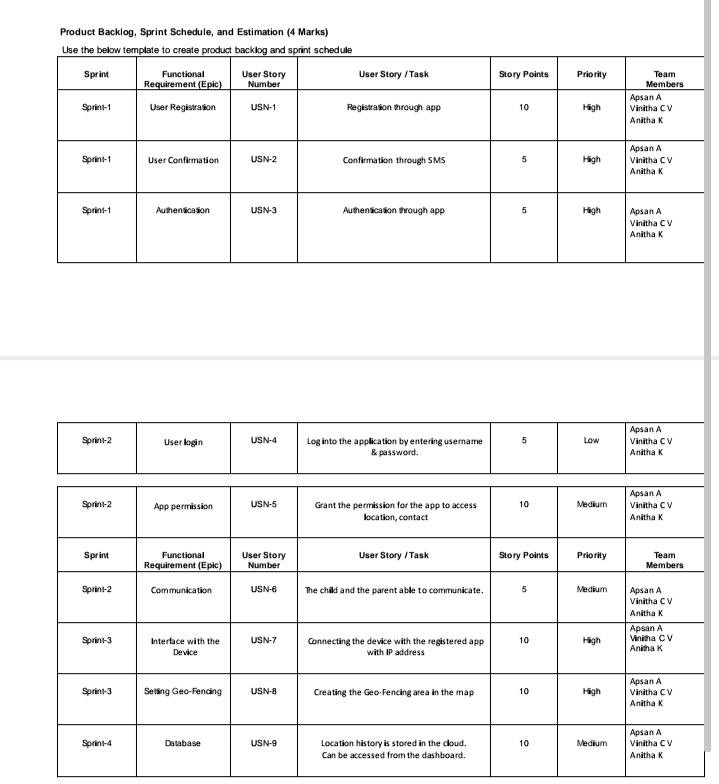 Product Backlog, Sprint Schedule, and Estimation (4 Marks)
Use the below template to create product backlog and sprint schedule
Sprint Functional Requirement (Epic) User Story Number User Story / Task Story Points Priority Team Members
Sprint-1 User Registration USN-1 Registration through app 10 High Apsan A Vinitha C V Anitha K
Sprint-1 User Confirmation USN-2 Confirmation through SMS 5 High Apsan A Vinitha C V Anitha K
Sprint-1 Authentication USN-3 Authentication through app 5 High Apsan A Vinitha C V Anitha K
Sprint-2 User login USN-4 Log into the application by entering username & password. 5 Low Apsan A Vinitha C V Anitha K
Sprint-2 App permission USN-5 Grant the permission for the app to access location, contact 10 Medium Apsan A Vinitha C V Anitha K
Sprint Functional Requirement (Epic) User Story Number User Story / Task Story Points Priority Team Members
Sprint-2 Communication USN-6 The child and the parent able to communicate. 5 Medium Apsan A Vinitha C V Anitha K
Sprint-3 Interface with the Device USN-7 Connecting the device with the registered app with IP address 10 High Apsan A Vinitha C V Anitha K
Sprint-3 Setting Geo-Fencing USN-8 Creating the Geo-Fencing area in the map 10 High Apsan A Vinitha C V Anitha K
Sprint-4 Database USN-9 Location history is stored in the cloud. Can be accessed from the dashboard. 10 Medium Apsan A Vinitha C V Anitha K